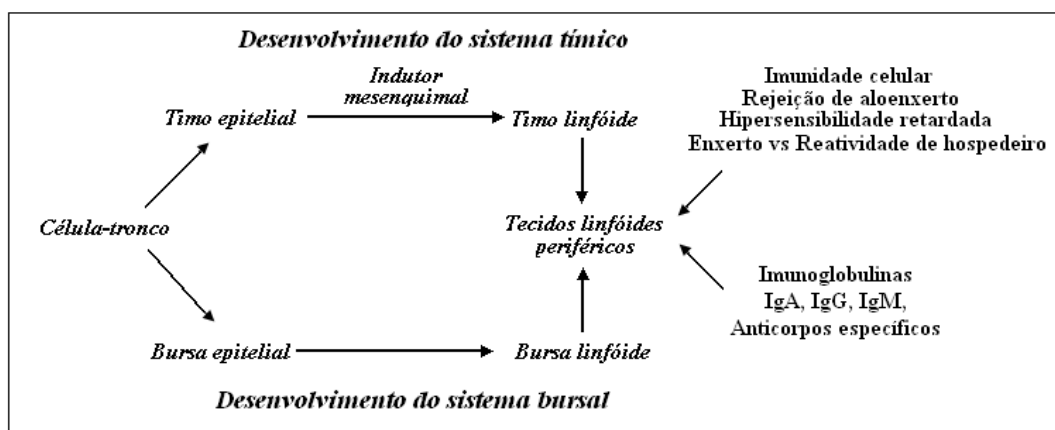 Desenvolvimento do sistema tímico
Indutor
mesenquimal
Timo epitelial
Timo linfóide
Imunidade celular
Rejeição de aloenxerto
Hipersensibilidade retardada
Enxerto vs Reatividade de hospedeiro
Célula-tronco
Tecidos linfóides
periféricos
Imunoglobulinas
IgA, IgG, IgM,
Anticorpos específicos
Bursa epitelial
Bursa linfóide
Desenvolvimento do sistema bursal